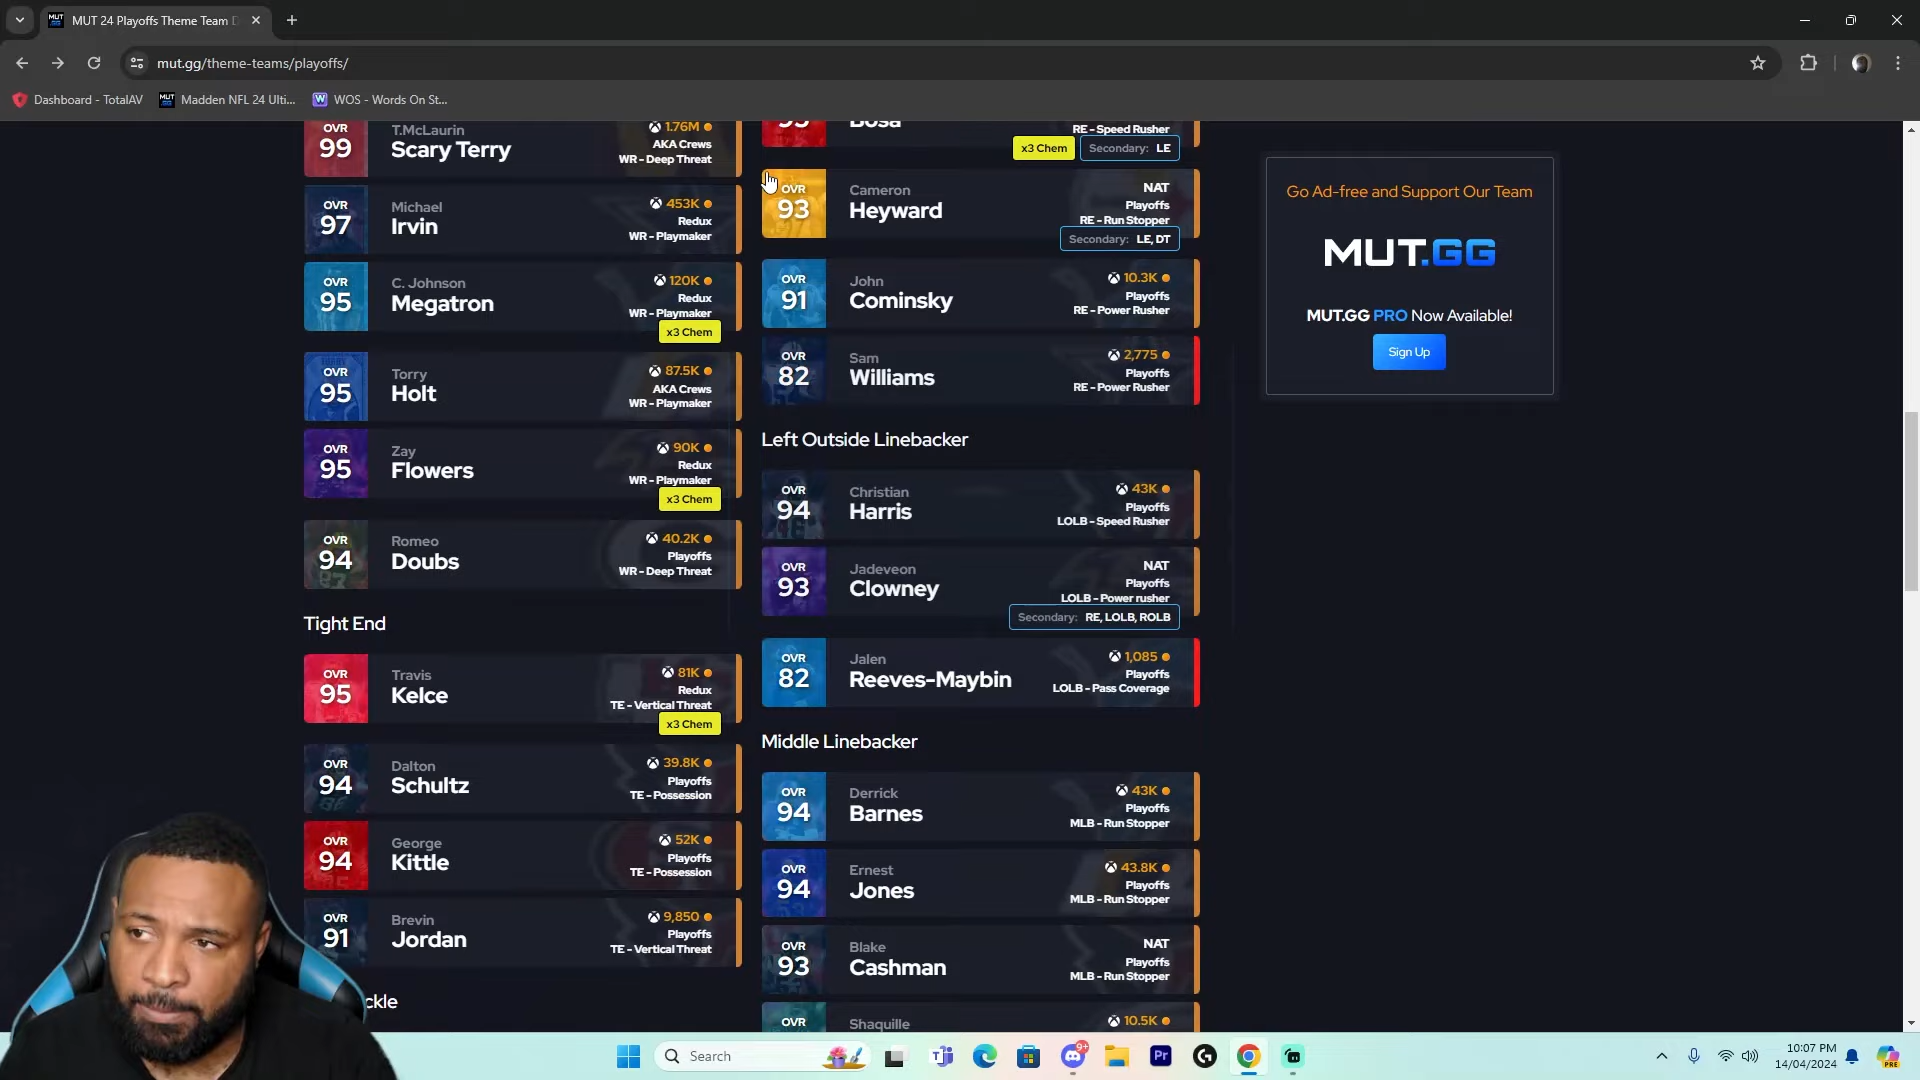 MUT 24 Playoffs Theme Team D
mut.gg/theme-teams/playoffs/
Dashboard - TotalAV
Madden NFL 24 Ulti...
WOS - Words On St...
OVR
99
T.McLaurin
Scary Terry
1.76M
AKA Crews
WR - Deep Threat
OVR
97
Michael
Irvin
453K
Redux
WR - Playmaker
OVR
95
C. Johnson
Megatron
120K
Redux
WR - Playmaker
x3 Chem
OVR
95
Torry
Holt
87.5K
AKA Crews
WR - Playmaker
OVR
95
Zay
Flowers
90K
Redux
WR - Playmaker
x3 Chem
OVR
94
Romeo
Doubs
40.2K
Playoffs
WR - Deep Threat
Tight End
OVR
95
Travis
Kelce
81K
Redux
TE - Vertical Threat
x3 Chem
OVR
94
Dalton
Schultz
39.8K
Playoffs
TE - Possession
OVR
94
George
Kittle
52K
Playoffs
TE - Possession
OVR
91
Brevin
Jordan
9,850
Playoffs
TE - Vertical Threat
ckle
Bosa
RE - Speed Rusher
x3 Chem
Secondary: LE
OVR
93
Cameron
Heyward
NAT
Playoffs
RE - Run Stopper
Secondary: LE, DT
OVR
91
John
Cominsky
10.3K
Playoffs
RE - Power Rusher
OVR
82
Sam
Williams
2,775
Playoffs
RE - Power Rusher
Left Outside Linebacker
OVR
94
Christian
Harris
43K
Playoffs
LOLB - Speed Rusher
OVR
93
Jadeveon
Clowney
NAT
Playoffs
LOLB - Power rusher
Secondary: RE, LOLB, ROLB
OVR
82
Jalen
Reeves-Maybin
1,085
Playoffs
LOLB - Pass Coverage
Middle Linebacker
OVR
94
Derrick
Barnes
43K
Playoffs
MLB - Run Stopper
OVR
94
Ernest
Jones
43.8K
Playoffs
MLB - Run Stopper
OVR
93
Blake
Cashman
NAT
Playoffs
MLB - Run Stopper
OVR
Shaquille
10.5K
Go Ad-free and Support Our Team
MUT.GG
MUT.GG PRO Now Available!
Sign Up
Search
9+
Pr
10:07 PM
14/04/2024
PRE